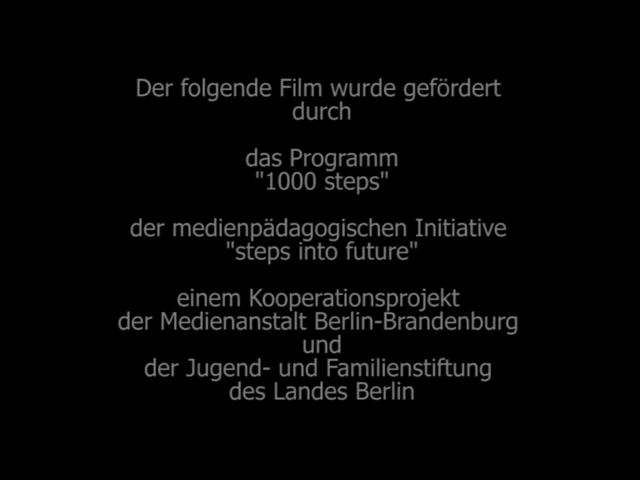 Der folgende Film wurde gefördert
durch
das Programm
"1000 steps"
der medienpädagogischen Initiative
"steps into future"
einem Kooperationsprojekt
der Medienanstalt Berlin-Brandenburg
und
der Jugend- und Familienstiftung
des Landes Berlin